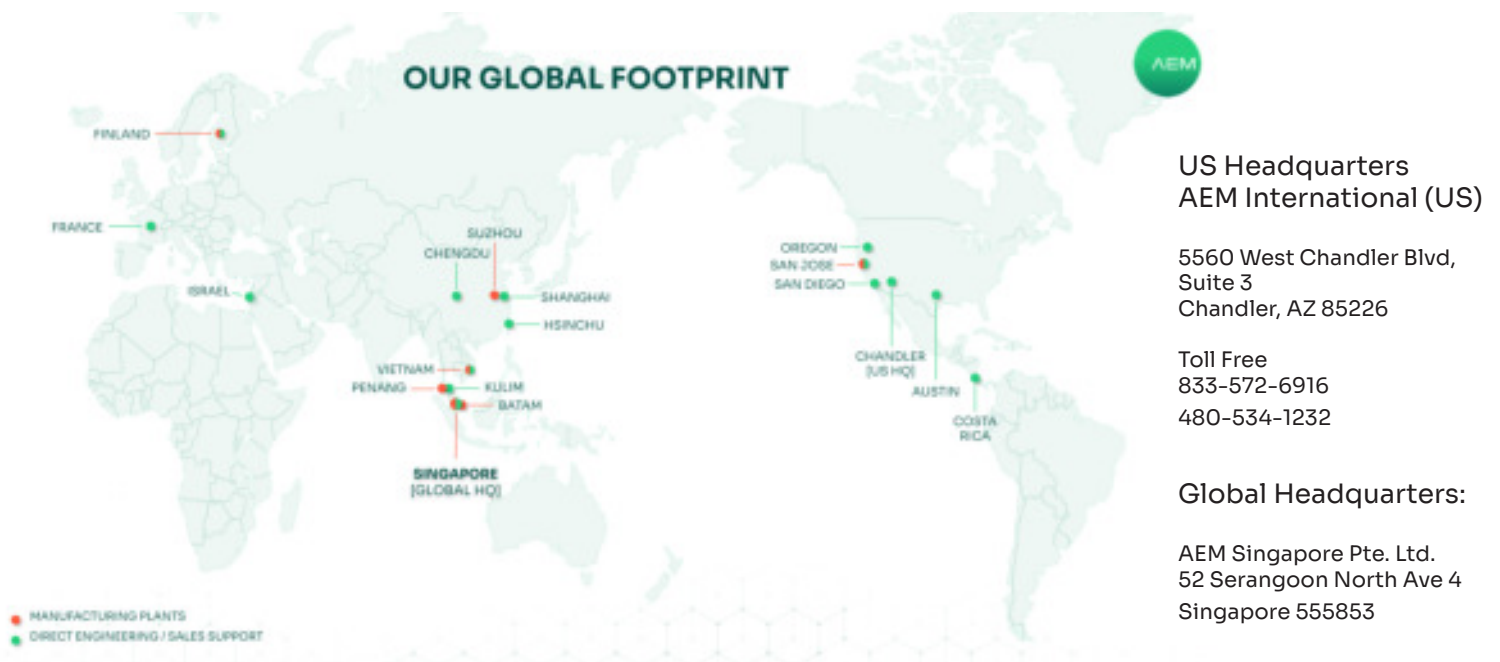 OUR GLOBAL FOOTPRINT
AEM
FINLAND
FRANCE
ISRAEL
SUZHOU
CHENGDU
SHANGHAI
HSINCHU
VIETNAM
PENANG
KULIM
BATAM
SINGAPORE
[GLOBAL HQ]
OREGON
SAN JOSE
SAN DIEGO
CHANDLER
[US HQ]
AUSTIN
COSTA
RICA
MANUFACTURING PLANTS
DIRECT ENGINEERING / SALES SUPPORT
US Headquarters
AEM International (US)
5560 West Chandler Blvd,
Suite 3
Chandler, AZ 85226
Toll Free
833-572-6916
480-534-1232
Global Headquarters:
AEM Singapore Pte. Ltd.
52 Serangoon North Ave 4
Singapore 555853